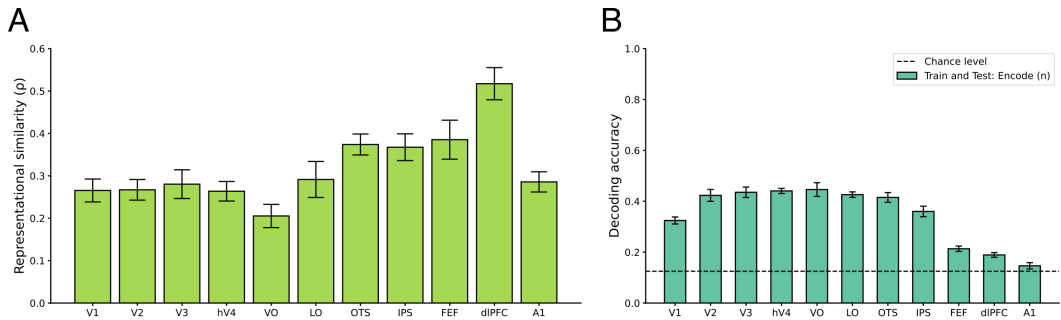 A
B
Representational similarity (ρ)
0.6
0.5
0.4
0.3
0.2
0.1
0.0
V1 V2 V3 hV4 VO LO OTS IPS FEF dlPFC A1
Decoding accuracy
1.0
0.8
0.6
0.4
0.2
0.0
Chance level
Train and Test: Encode (n)
V1 V2 V3 hV4 VO LO OTS IPS FEF dlPFC A1